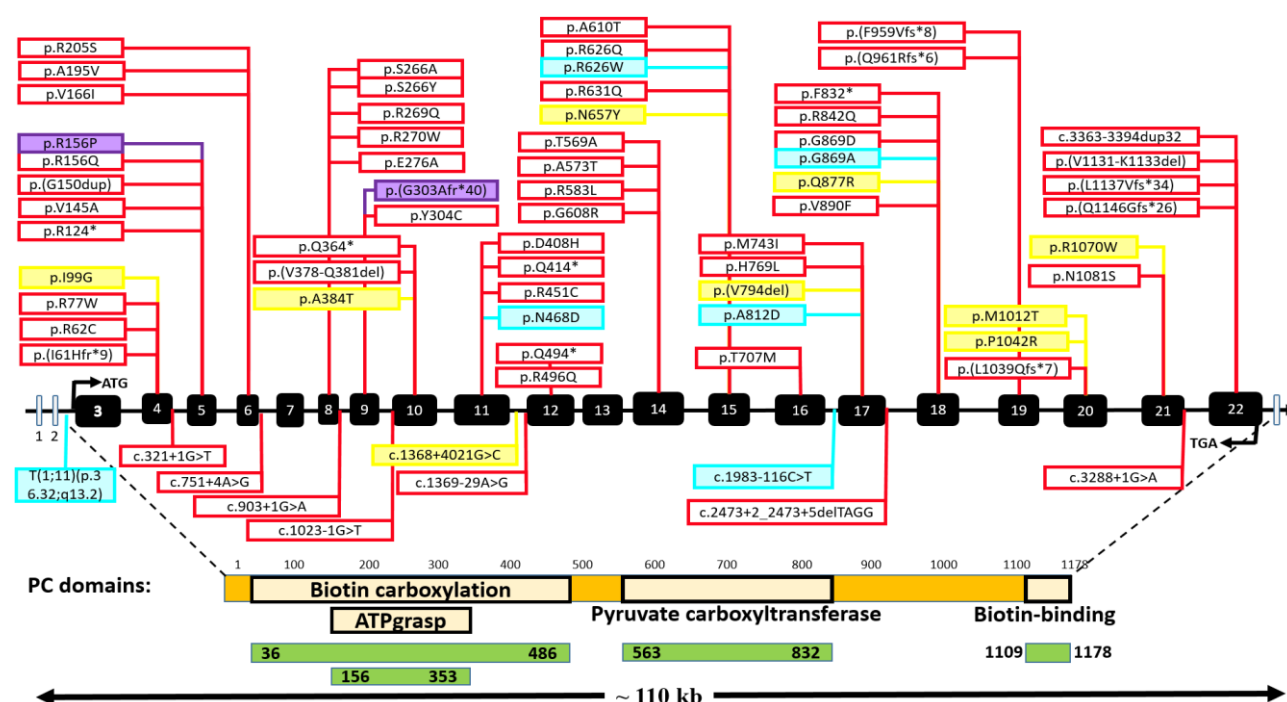 p.R205S
p.A195V
p.V166I
p.R156P
p.R156Q
p.(G150dup)
p.V145A
p.R124*
p.I99G
p.R77W
p.R62C
p.(I61Hfr*9)
p.S266A
p.S266Y
p.R269Q
p.R270W
p.E276A
p.(G303Afr*40)
p.Y304C
p.Q364*
p.(V378-Q381del)
p.A384T
p.D408H
p.Q414*
p.R451C
p.N468D
p.Q494*
p.R496Q
p.A610T
p.R626Q
p.R626W
p.R631Q
p.N657Y
p.T569A
p.A573T
p.R583L
p.G608R
p.M743I
p.H769L
p.(V794del)
p.A812D
p.T707M
p.(F959Vfs*8)
p.(Q961Rfs*6)
p.F832*
p.R842Q
p.G869D
p.G869A
p.Q877R
p.V890F
c.3363-3394dup32
p.(V1131-K1133del)
p.(L1137Vfs*34)
p.(Q1146Gfs*26)
p.R1070W
p.N1081S
p.M1012T
p.P1042R
p.(L1039Qfs*7)
ATG
1 2 3 4 5 6 7 8 9 10 11 12 13 14 15 16 17 18 19 20 21 22
TGA
T(1;11)(p.3
6.32;q13.2)
c.321+1G>T
c.751+4A>G
c.903+1G>A
c.1023-1G>T
c.1368+4021G>C
c.1369-29A>G
c.1983-116C>T
c.2473+2_2473+5delTAGG
c.3288+1G>A
1 100 200 300 400 500 600 700 800 900 1000 1100 1178
PC domains:
Biotin carboxylation
ATPgrasp
Pyruvate carboxyltransferase
Biotin-binding
36 486 563 832 1109 1178
156 353
~ 110 kb